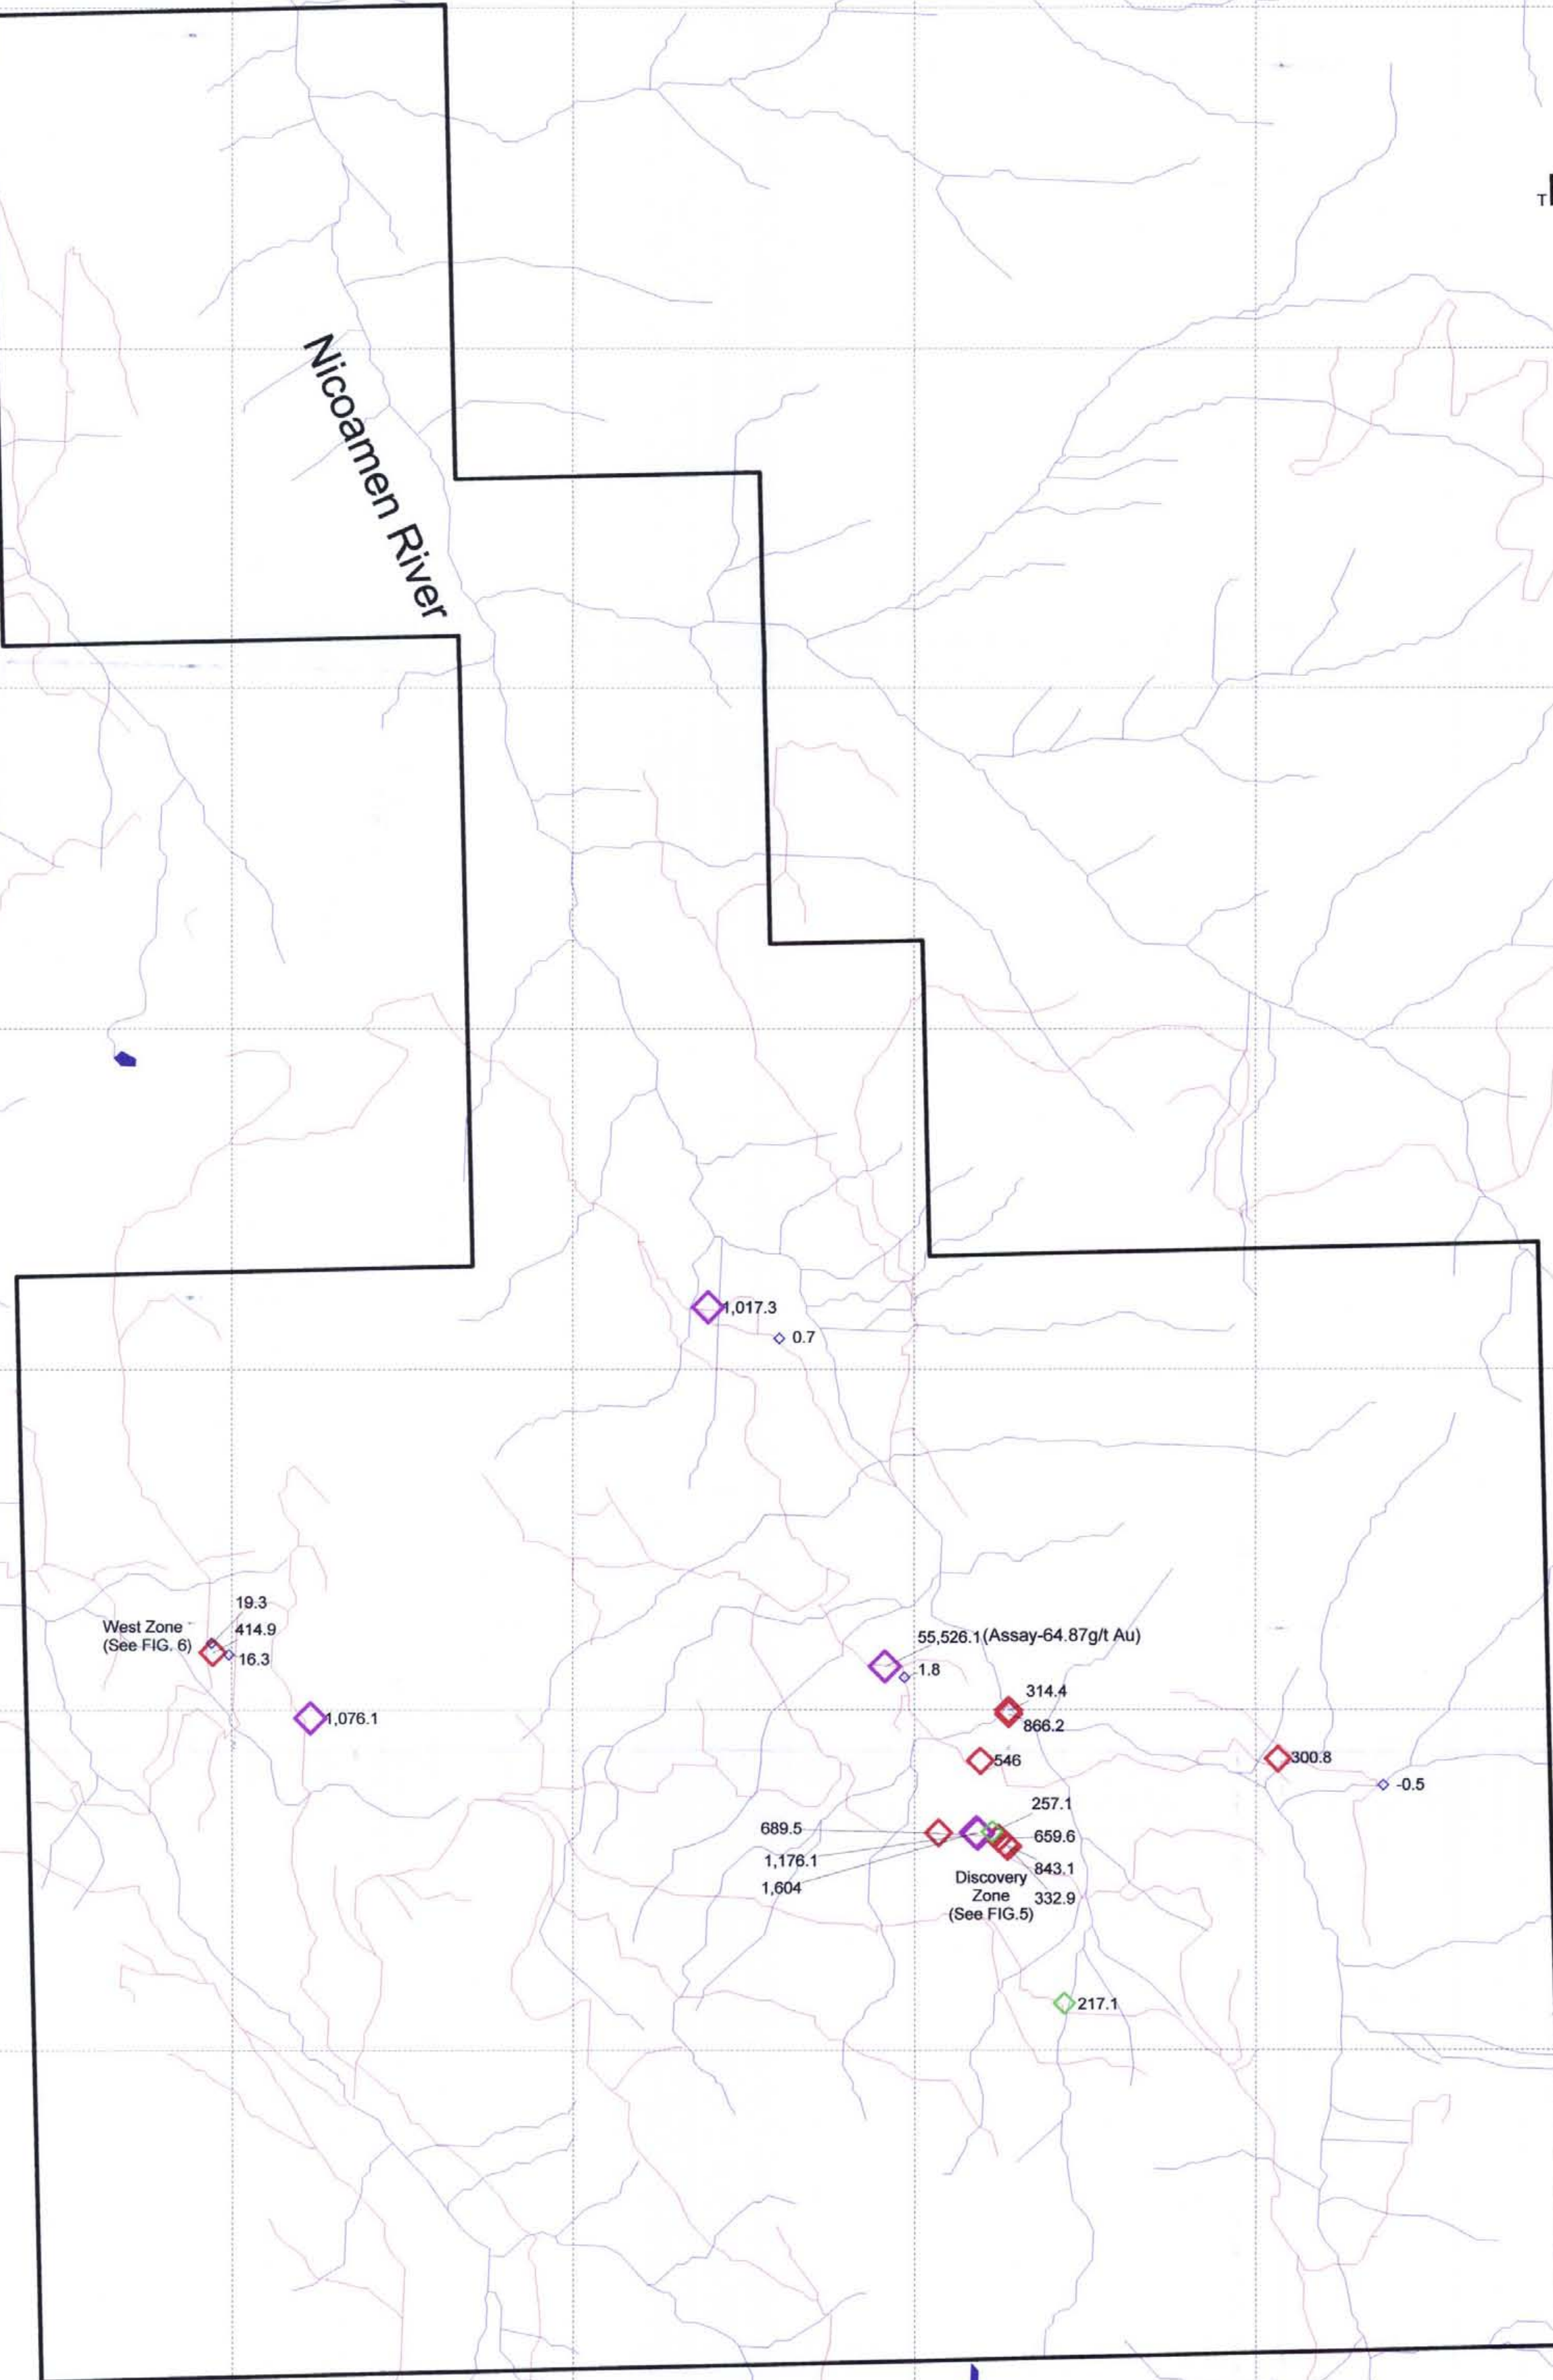 T
Nicoamen River
1,017.3
0.7
19.3
West Zone
(See FIG. 6)
414.9
16.3
1,076.1
55,526.1(Assay-64.87g/t Au)
1.8
314.4
866.2
546
300.8
-0.5
257.1
689.5
659.6
1,176.1
843.1
1,604
332.9
Discovery
Zone
(See FIG.5)
217.1